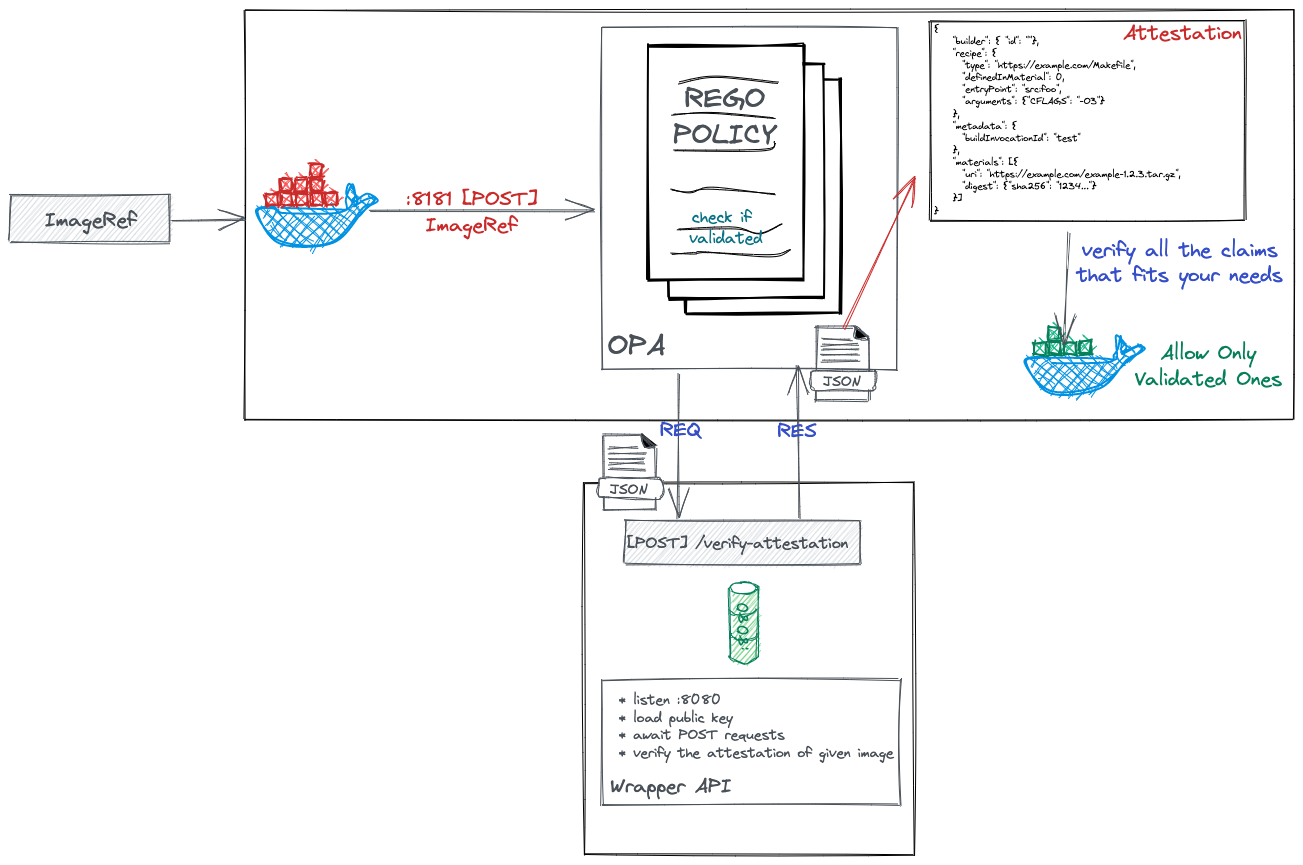 ImageRef
:8181 [POST]
ImageRef
REGO
POLICY
check if
validated
OPA
JSON
Attestation
{
"builder": { "id": ""},
"recipe": {
"type": "https://example.com/Makefile",
"definedInMaterial": 0,
"entryPoint": "src:foo",
"arguments": {"CFLAGS": "-O3"}
},
"metadata": {
"buildInvocationId": "test"
},
"materials": [{
"uri": "https://example.com/example-1.2.3.tar.gz",
"digest": {"sha256": "1234..."}
}]
}
verify all the claims
that fits your needs
Allow Only
Validated Ones
REQ
RES
JSON
[POST] /verify-attestation
:8080
* listen :8080
* load public key
* await POST requests
* verify the attestation of given image
Wrapper API